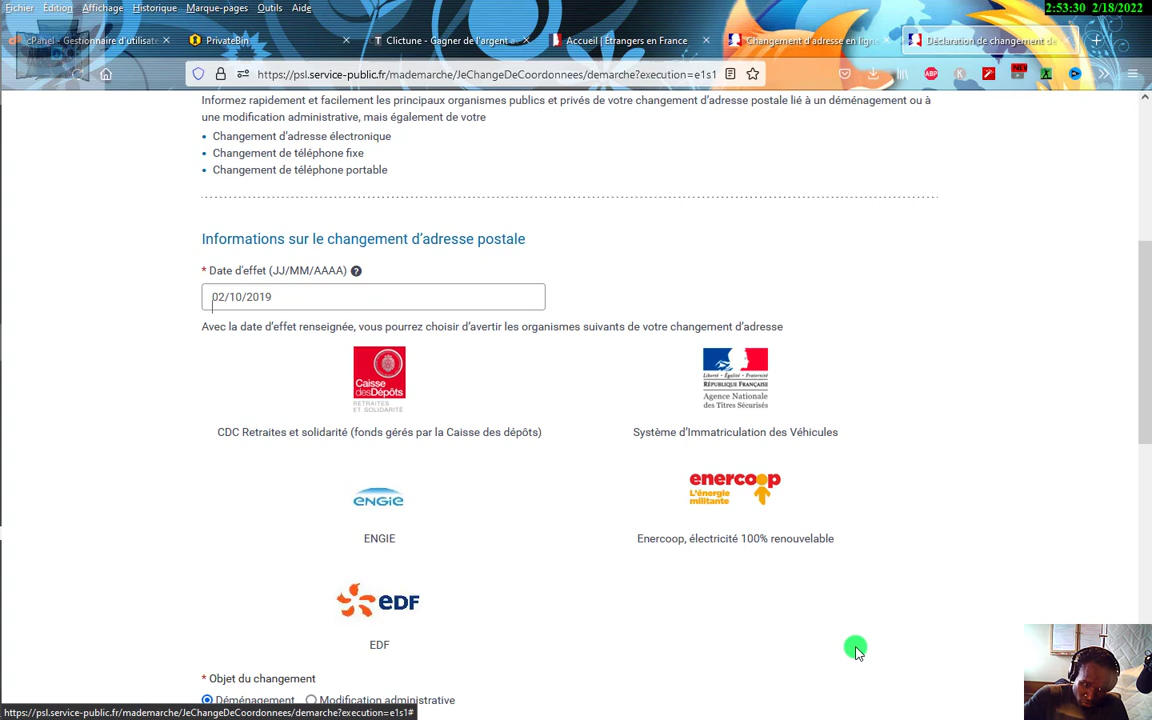 Fichier Édition Affichage Historique Marque-pages Outils Aide
2:53:30 2/18/2022
cPanel - Gestionnaire d'utilisate
PrivateBin
Clictune - Gagner de l'argent a
Accueil | Étrangers en France
Changement d'adresse en ligne
Déclaration de changement de
https://psl.service-public.fr/mademarche/JeChangeDeCoordonnees/demarche?execution=e1s1
Informez rapidement et facilement les principaux organismes publics et privés de votre changement d'adresse postale lié à un déménagement ou à
une modification administrative, mais également de votre
Changement d'adresse électronique
Changement de téléphone fixe
Changement de téléphone portable
Informations sur le changement d'adresse postale
* Date d'effet (JJ/MM/AAAA) ?
02/10/2019
Avec la date d'effet renseignée, vous pourrez choisir d'avertir les organismes suivants de votre changement d'adresse
Caisse
desDépôts
RETRAITES
ET SOLIDARITÉ
Liberté • Égalité • Fraternité
RÉPUBLIQUE FRANÇAISE
Agence Nationale
des Titres Sécurisés
CDC Retraites et solidarité (fonds gérés par la Caisse des dépôts)
Système d'Immatriculation des Véhicules
ENGIE
enercoop
L'énergie
militante
ENGIE
Enercoop, électricité 100% renouvelable
eDF
EDF
* Objet du changement
Déménagement
Modification administrative
https://psl.service-public.fr/mademarche/JeChangeDeCoordonnees/demarche?execution=e1s1#